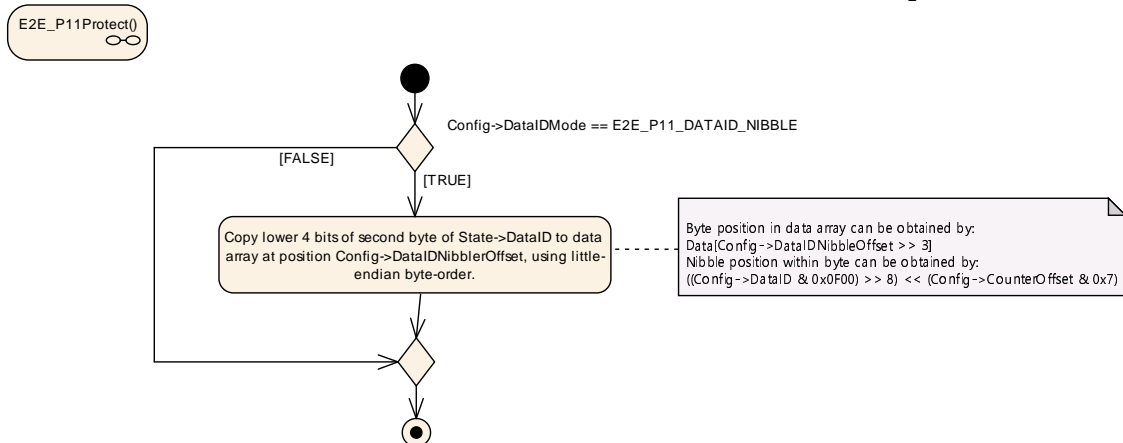 E2E_P11Protect()
Config->DataIDMode == E2E_P11_DATAID_NIBBLE
[FALSE]
[TRUE]
Copy lower 4 bits of second byte of State->DataID to data
array at position Config->DataIDNibblerOffset, using little-
endian byte-order.
Byte position in data array can be obtained by:
Data[Config->DataIDNibbleOffset >> 3]
Nibble position within byte can be obtained by:
((Config->DataID & 0x0F00) >> 8) << (Config->CounterOffset & 0x7)